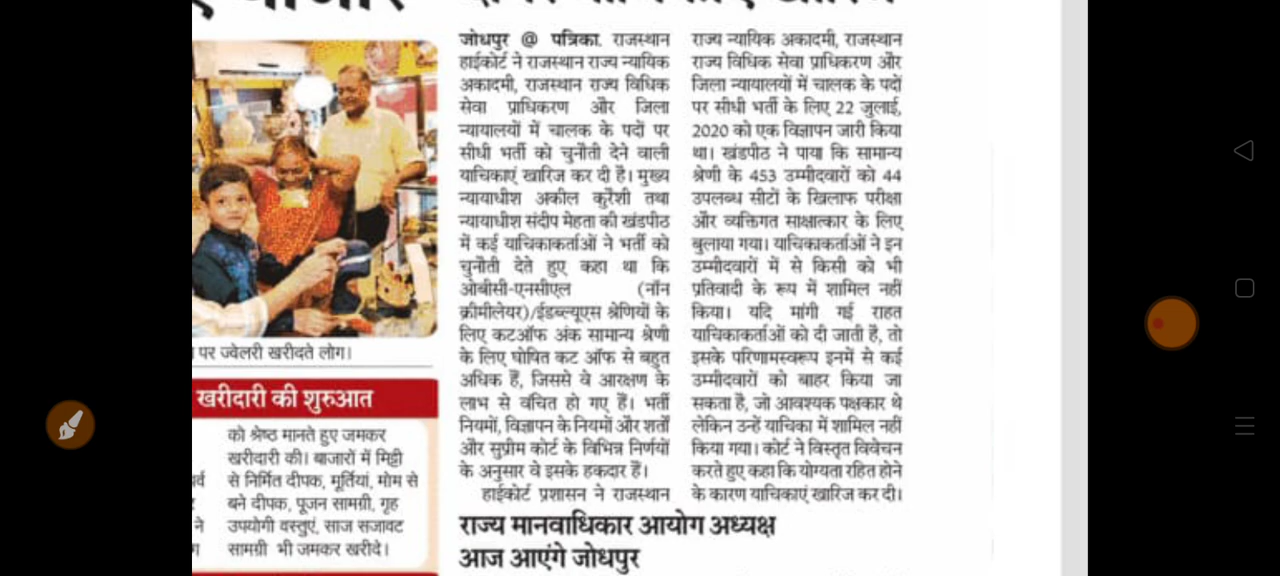 जोधपुर @ पत्रिका. राजस्थान
हाईकोर्ट ने राजस्थान राज्य न्यायिक
अकादमी, राजस्थान राज्य विधिक
सेवा प्राधिकरण और जिला
न्यायालयों में चालक के पदों पर
सीधी भर्ती को चुनौती देने वाली
याचिकाएं खारिज कर दी है। मुख्य
न्यायाधीश अकील कुरैशी तथा
न्यायाधीश संदीप मेहता की खंडपीठ
में कई याचिकाकर्ताओं ने भर्ती को
चुनौती देते हुए कहा था कि
ओबीसी-एनसीएल (नॉन
क्रीमीलेयर)/ईडब्ल्यूएस श्रेणियों के
लिए कटऑफ अंक सामान्य श्रेणी
के लिए घोषित कट ऑफ से बहुत
अधिक हैं, जिससे वे आरक्षण के
लाभ से वंचित हो गए हैं। भर्ती
नियमों, विज्ञापन के नियमों और शर्तों
और सुप्रीम कोर्ट के विभिन्न निर्णयों
के अनुसार वे इसके हकदार हैं।
हाईकोर्ट प्रशासन ने राजस्थान
राज्य न्यायिक अकादमी, राजस्थान
राज्य विधिक सेवा प्राधिकरण और
जिला न्यायालयों में चालक के पदों
पर सीधी भर्ती के लिए 22 जुलाई,
2020 को एक विज्ञापन जारी किया
था। खंडपीठ ने पाया कि सामान्य
श्रेणी के 453 उम्मीदवारों को 44
उपलब्ध सीटों के खिलाफ परीक्षा
और व्यक्तिगत साक्षात्कार के लिए
बुलाया गया। याचिकाकर्ताओं ने इन
उम्मीदवारों में से किसी को भी
प्रतिवादी के रूप में शामिल नहीं
किया। यदि मांगी गई राहत
याचिकाकर्ताओं को दी जाती है, तो
इसके परिणामस्वरूप इनमें से कई
उम्मीदवारों को बाहर किया जा
सकता है, जो आवश्यक पक्षकार थे
लेकिन उन्हें याचिका में शामिल नहीं
किया गया। कोर्ट ने विस्तृत विवेचन
करते हुए कहा कि योग्यता रहित होने
के कारण याचिकाएं खारिज कर दी।
पर ज्वेलरी खरीदते लोग।
खरीदारी की शुरुआत
को श्रेष्ठ मानते हुए जमकर
खरीदारी की। बाजारों में मिट्टी
से निर्मित दीपक, मूर्तियां, मोम से
बने दीपक, पूजन सामग्री, गृह
ने उपयोगी वस्तुएं, साज सजावट
सामग्री भी जमकर खरीदे।
राज्य मानवाधिकार आयोग अध्यक्ष
आज आएंगे जोधपुर